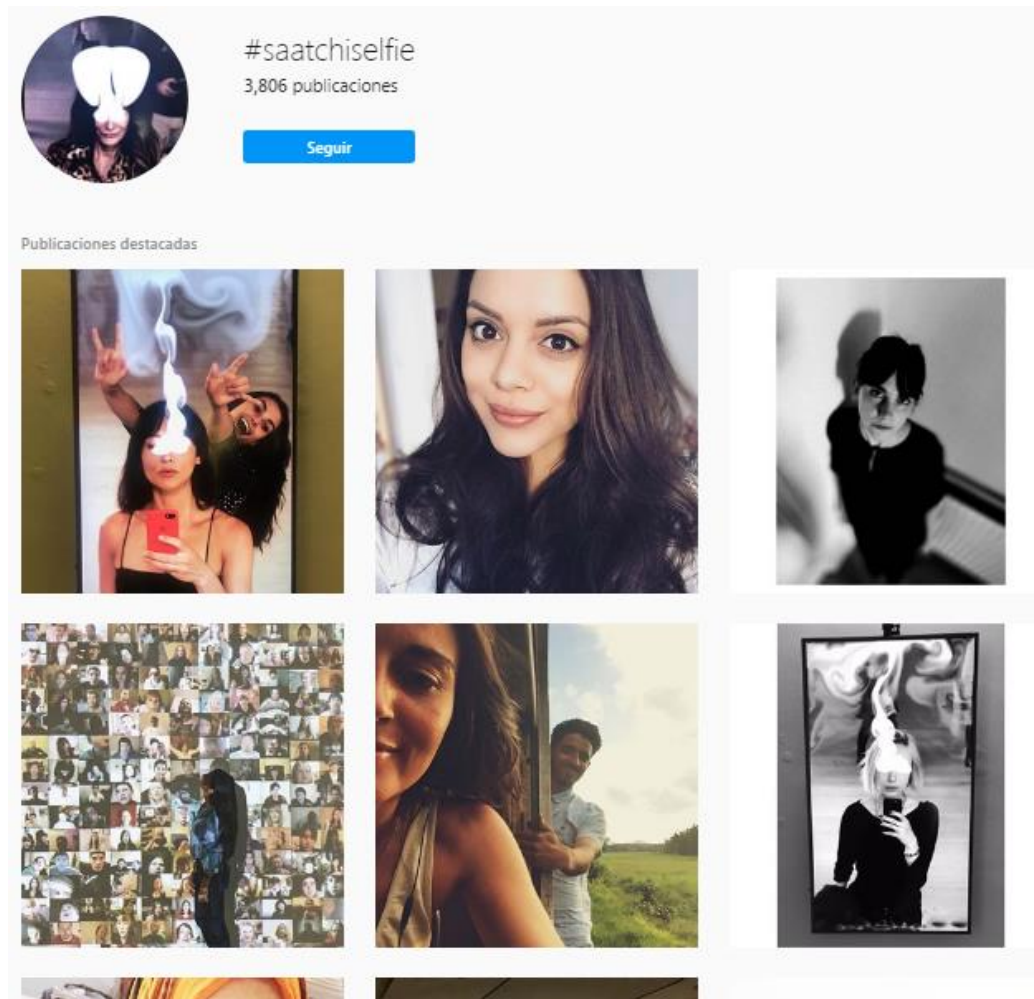 #saatchiselfie
3,806 publicaciones
Seguir
Publicaciones destacadas